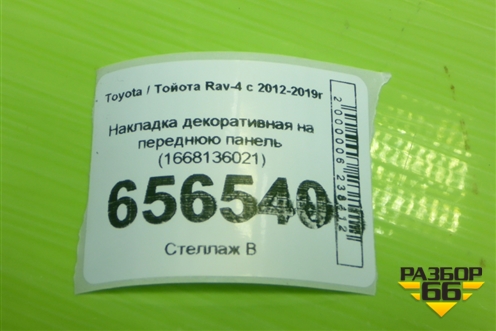 Toyota / Тойота Rav-4 с 2012-2019г
Накладка декоративная на
переднюю панель
(1668136021)
656540
Стеллаж В
РАЗБОР
66